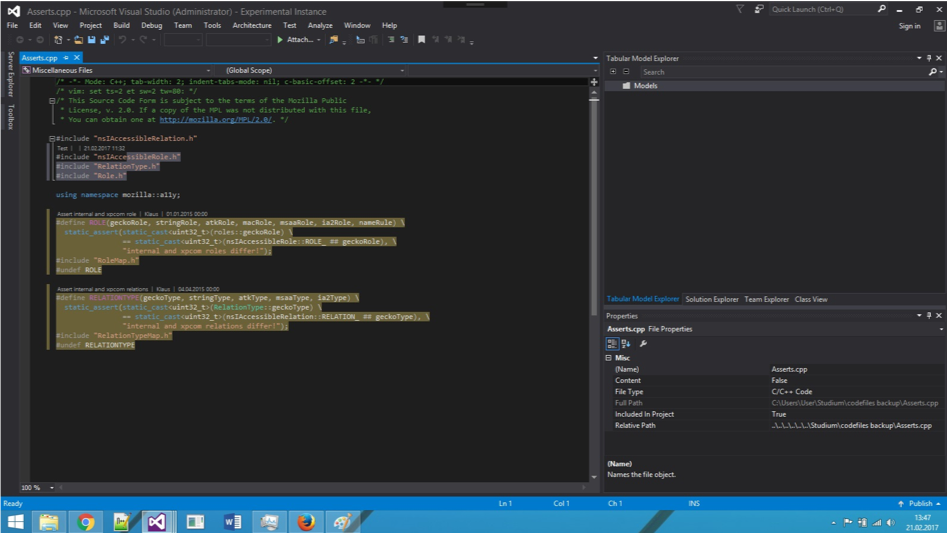 Asserts.cpp - Microsoft Visual Studio (Administrator) - Experimental Instance
Quick Launch (Ctrl+Q)
File Edit View Project Build Debug Team Tools Architecture Test Analyze Window Help
Sign in
Attach...
Server Explorer
Toolbox
Asserts.cpp
Miscellaneous Files
(Global Scope)
/* -*- Mode: C++; tab-width: 2; indent-tabs-mode: nil; c-basic-offset: 2 -*- */
/* vim: set ts=2 et sw=2 tw=80: */
/* This Source Code Form is subject to the terms of the Mozilla Public
* License, v. 2.0. If a copy of the MPL was not distributed with this file,
* You can obtain one at http://mozilla.org/MPL/2.0/. */
#include "nsIAccessibleRelation.h"
Test | | 21.02.2017 11:32
#include "nsIAccessibleRole.h"
#include "RelationType.h"
#include "Role.h"
using namespace mozilla::a11y;
Assert internal and xpcom role | Klaus | 01.01.2015 00:00
#define ROLE(geckoRole, stringRole, atkRole, macRole, msaaRole, ia2Role, nameRule) \
static_assert(static_cast<uint32_t>(roles::geckoRole) \
== static_cast<uint32_t>(nsIAccessibleRole::ROLE_ ## geckoRole), \
"internal and xpcom roles differ!");
#include "RoleMap.h"
#undef ROLE
Assert internal and xpcom relations | Klaus | 04.04.2015 00:00
#define RELATIONTYPE(geckoType, stringType, atkType, msaaType, ia2Type) \
static_assert(static_cast<uint32_t>(RelationType::geckoType) \
== static_cast<uint32_t>(nsIAccessibleRelation::RELATION_ ## geckoType), \
"internal and xpcom relations differ!");
#include "RelationTypeMap.h"
#undef RELATIONTYPE
100 %
Tabular Model Explorer
Search
Models
Tabular Model Explorer Solution Explorer Team Explorer Class View
Properties
Asserts.cpp File Properties
Misc
(Name) Asserts.cpp
Content False
File Type C/C++ Code
Full Path C:\Users\User\Studium\codefiles backup\Asserts.cpp
Included In Project True
Relative Path ..\..\..\..\..\..\Studium\codefiles backup\Asserts.cpp
(Name)
Names the file object.
Ready Ln 1 Col 1 Ch 1 INS Publish
13:47
21.02.2017